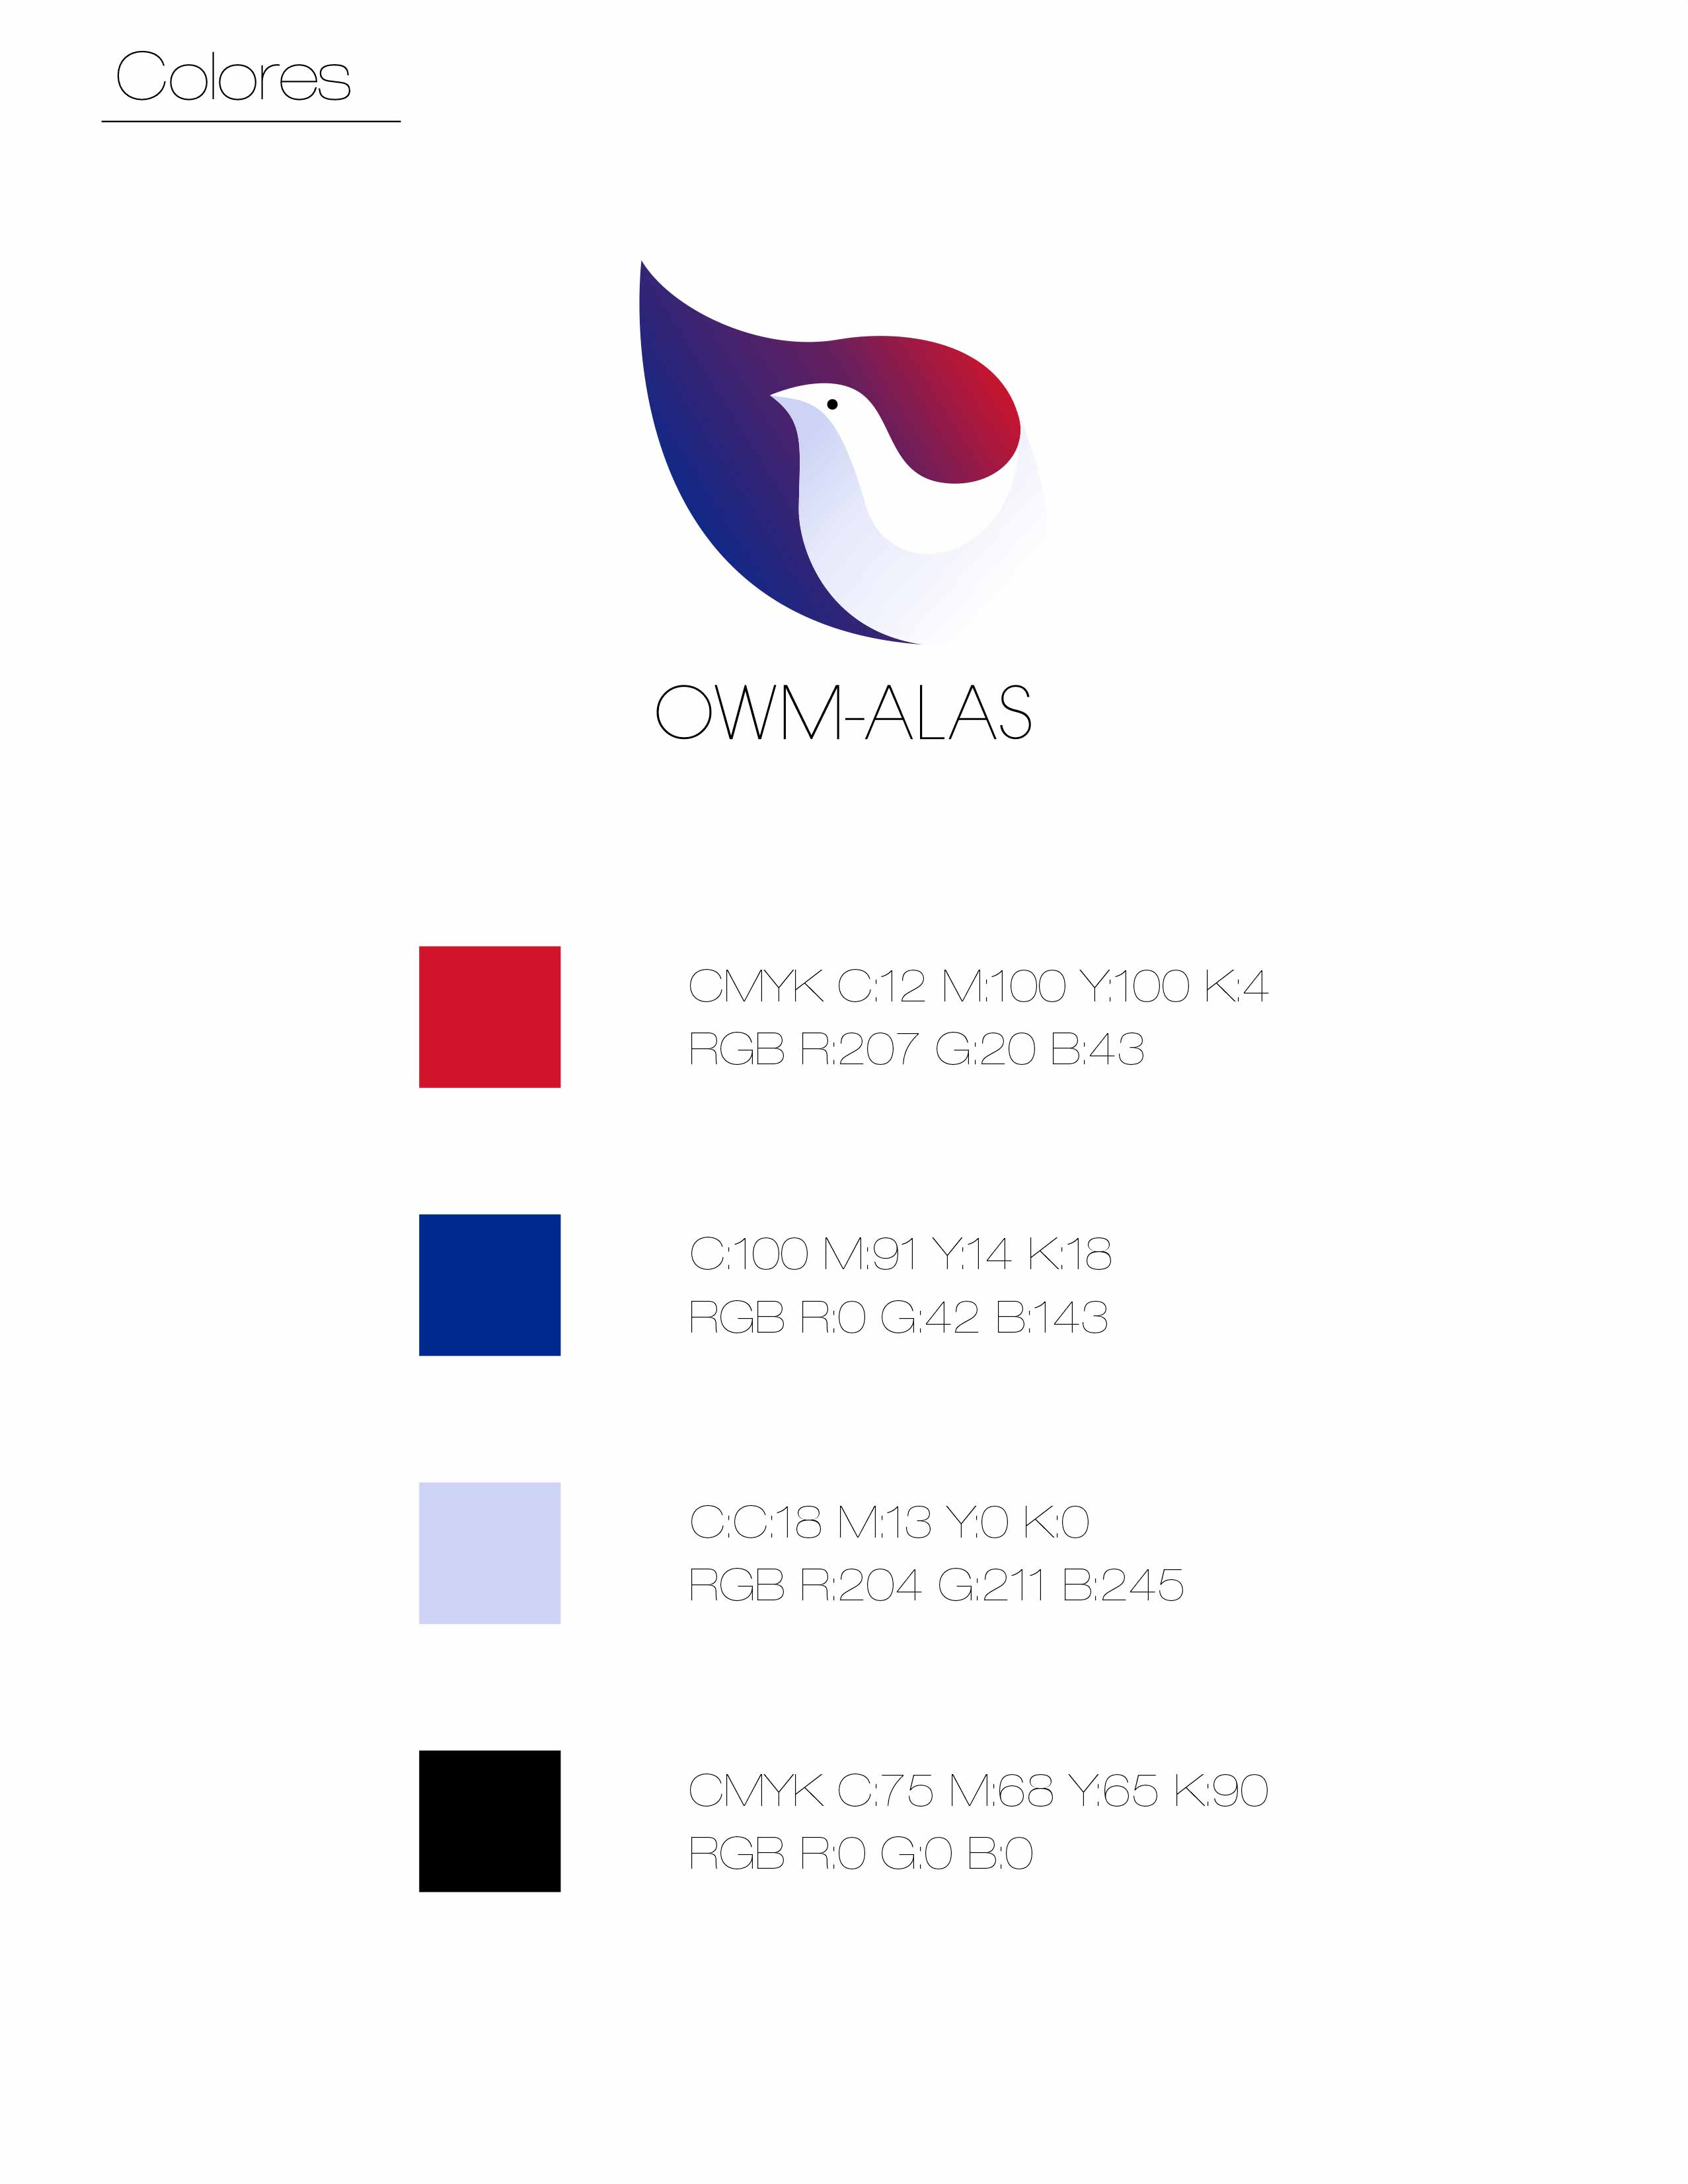 Colores
OWM-ALAS
CMYK C:12 M:100 Y:100 K:4
RGB R:207 G:20 B:43
C:100 M:91 Y:14 K:18
RGB R:0 G:42 B:143
C:C:18 M:13 Y:0 K:0
RGB R:204 G:211 B:245
CMYK C:75 M:68 Y:65 K:90
RGB R:0 G:0 B:0